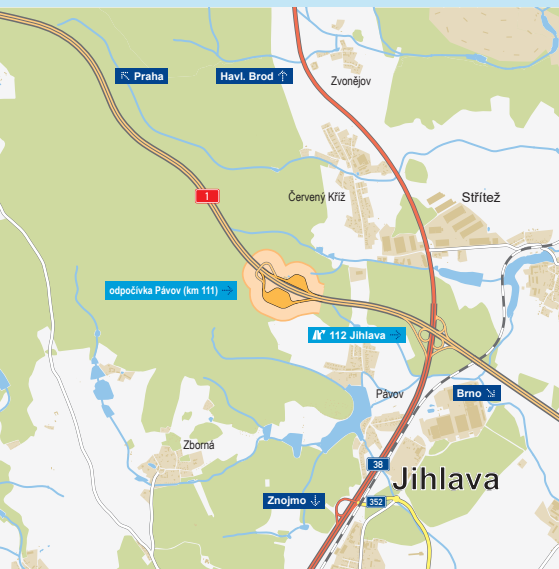 Praha
Havl. Brod
Zvonějov
1
Červený Kříž
Střítež
odpočívka Pávov (km 111)
112 Jihlava
Pávov
Brno
Zborná
38
Jihlava
Znojmo
352